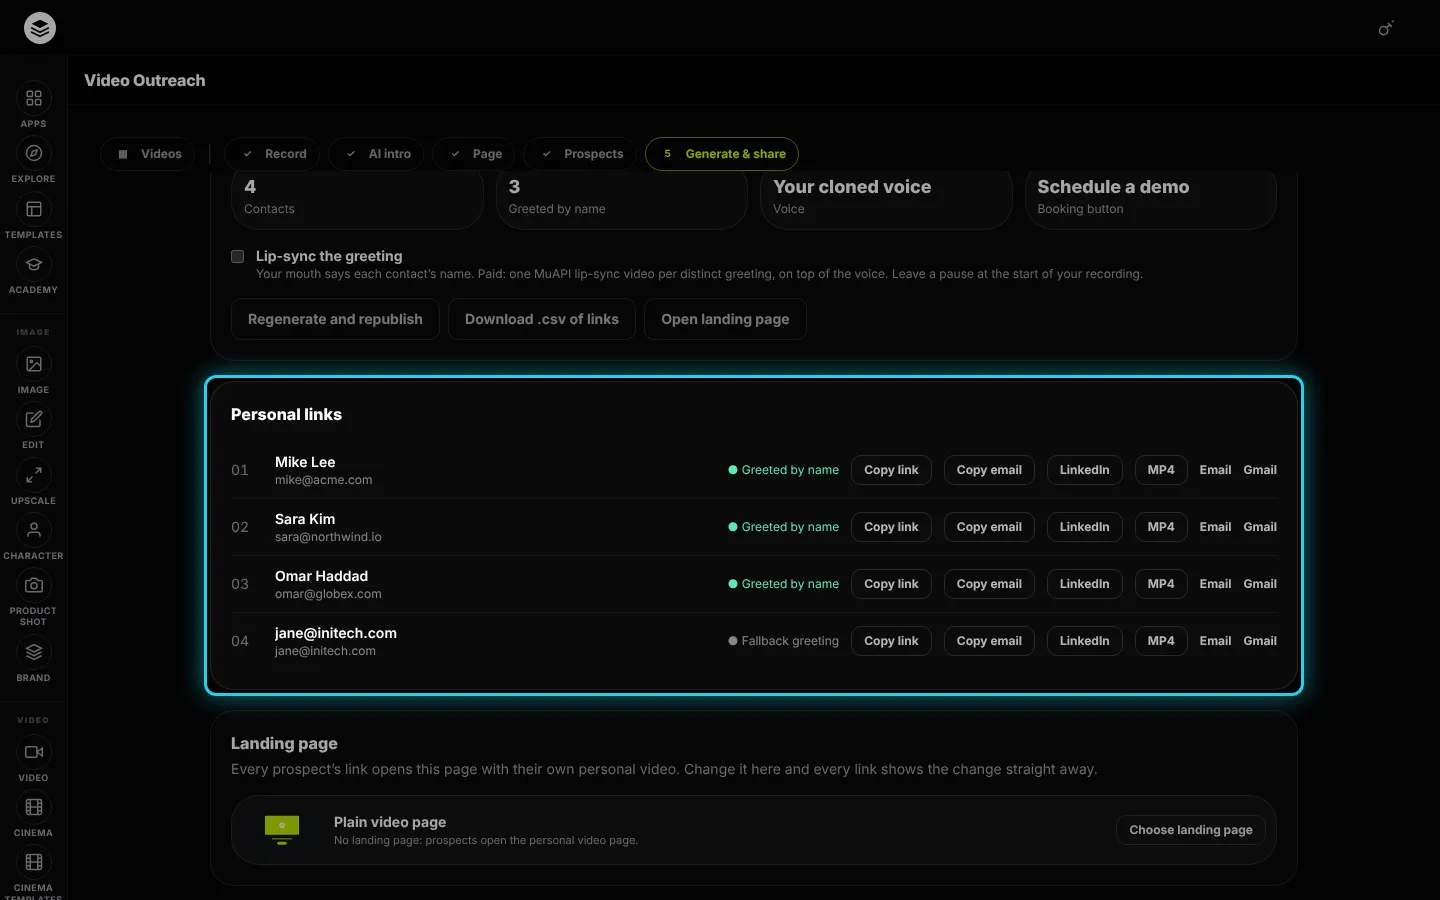 Video Outreach
APPS
EXPLORE
TEMPLATES
ACADEMY
IMAGE
IMAGE
EDIT
UPSCALE
CHARACTER
PRODUCT
SHOT
BRAND
VIDEO
VIDEO
CINEMA
CINEMA
TEMPLATES
Videos
Record
AI intro
Page
Prospects
5 Generate & share
4
Contacts
3
Greeted by name
Your cloned voice
Voice
Schedule a demo
Booking button
Lip-sync the greeting
Your mouth says each contact's name. Paid: one MuAPI lip-sync video per distinct greeting, on top of the voice. Leave a pause at the start of your recording.
Regenerate and republish
Download .csv of links
Open landing page
Personal links
01 Mike Lee Greeted by name Copy link Copy email LinkedIn MP4 Email Gmail
mike@acme.com
02 Sara Kim Greeted by name Copy link Copy email LinkedIn MP4 Email Gmail
sara@northwind.io
03 Omar Haddad Greeted by name Copy link Copy email LinkedIn MP4 Email Gmail
omar@globex.com
04 jane@initech.com Fallback greeting Copy link Copy email LinkedIn MP4 Email Gmail
jane@initech.com
Landing page
Every prospect's link opens this page with their own personal video. Change it here and every link shows the change straight away.
Plain video page
No landing page: prospects open the personal video page.
Choose landing page